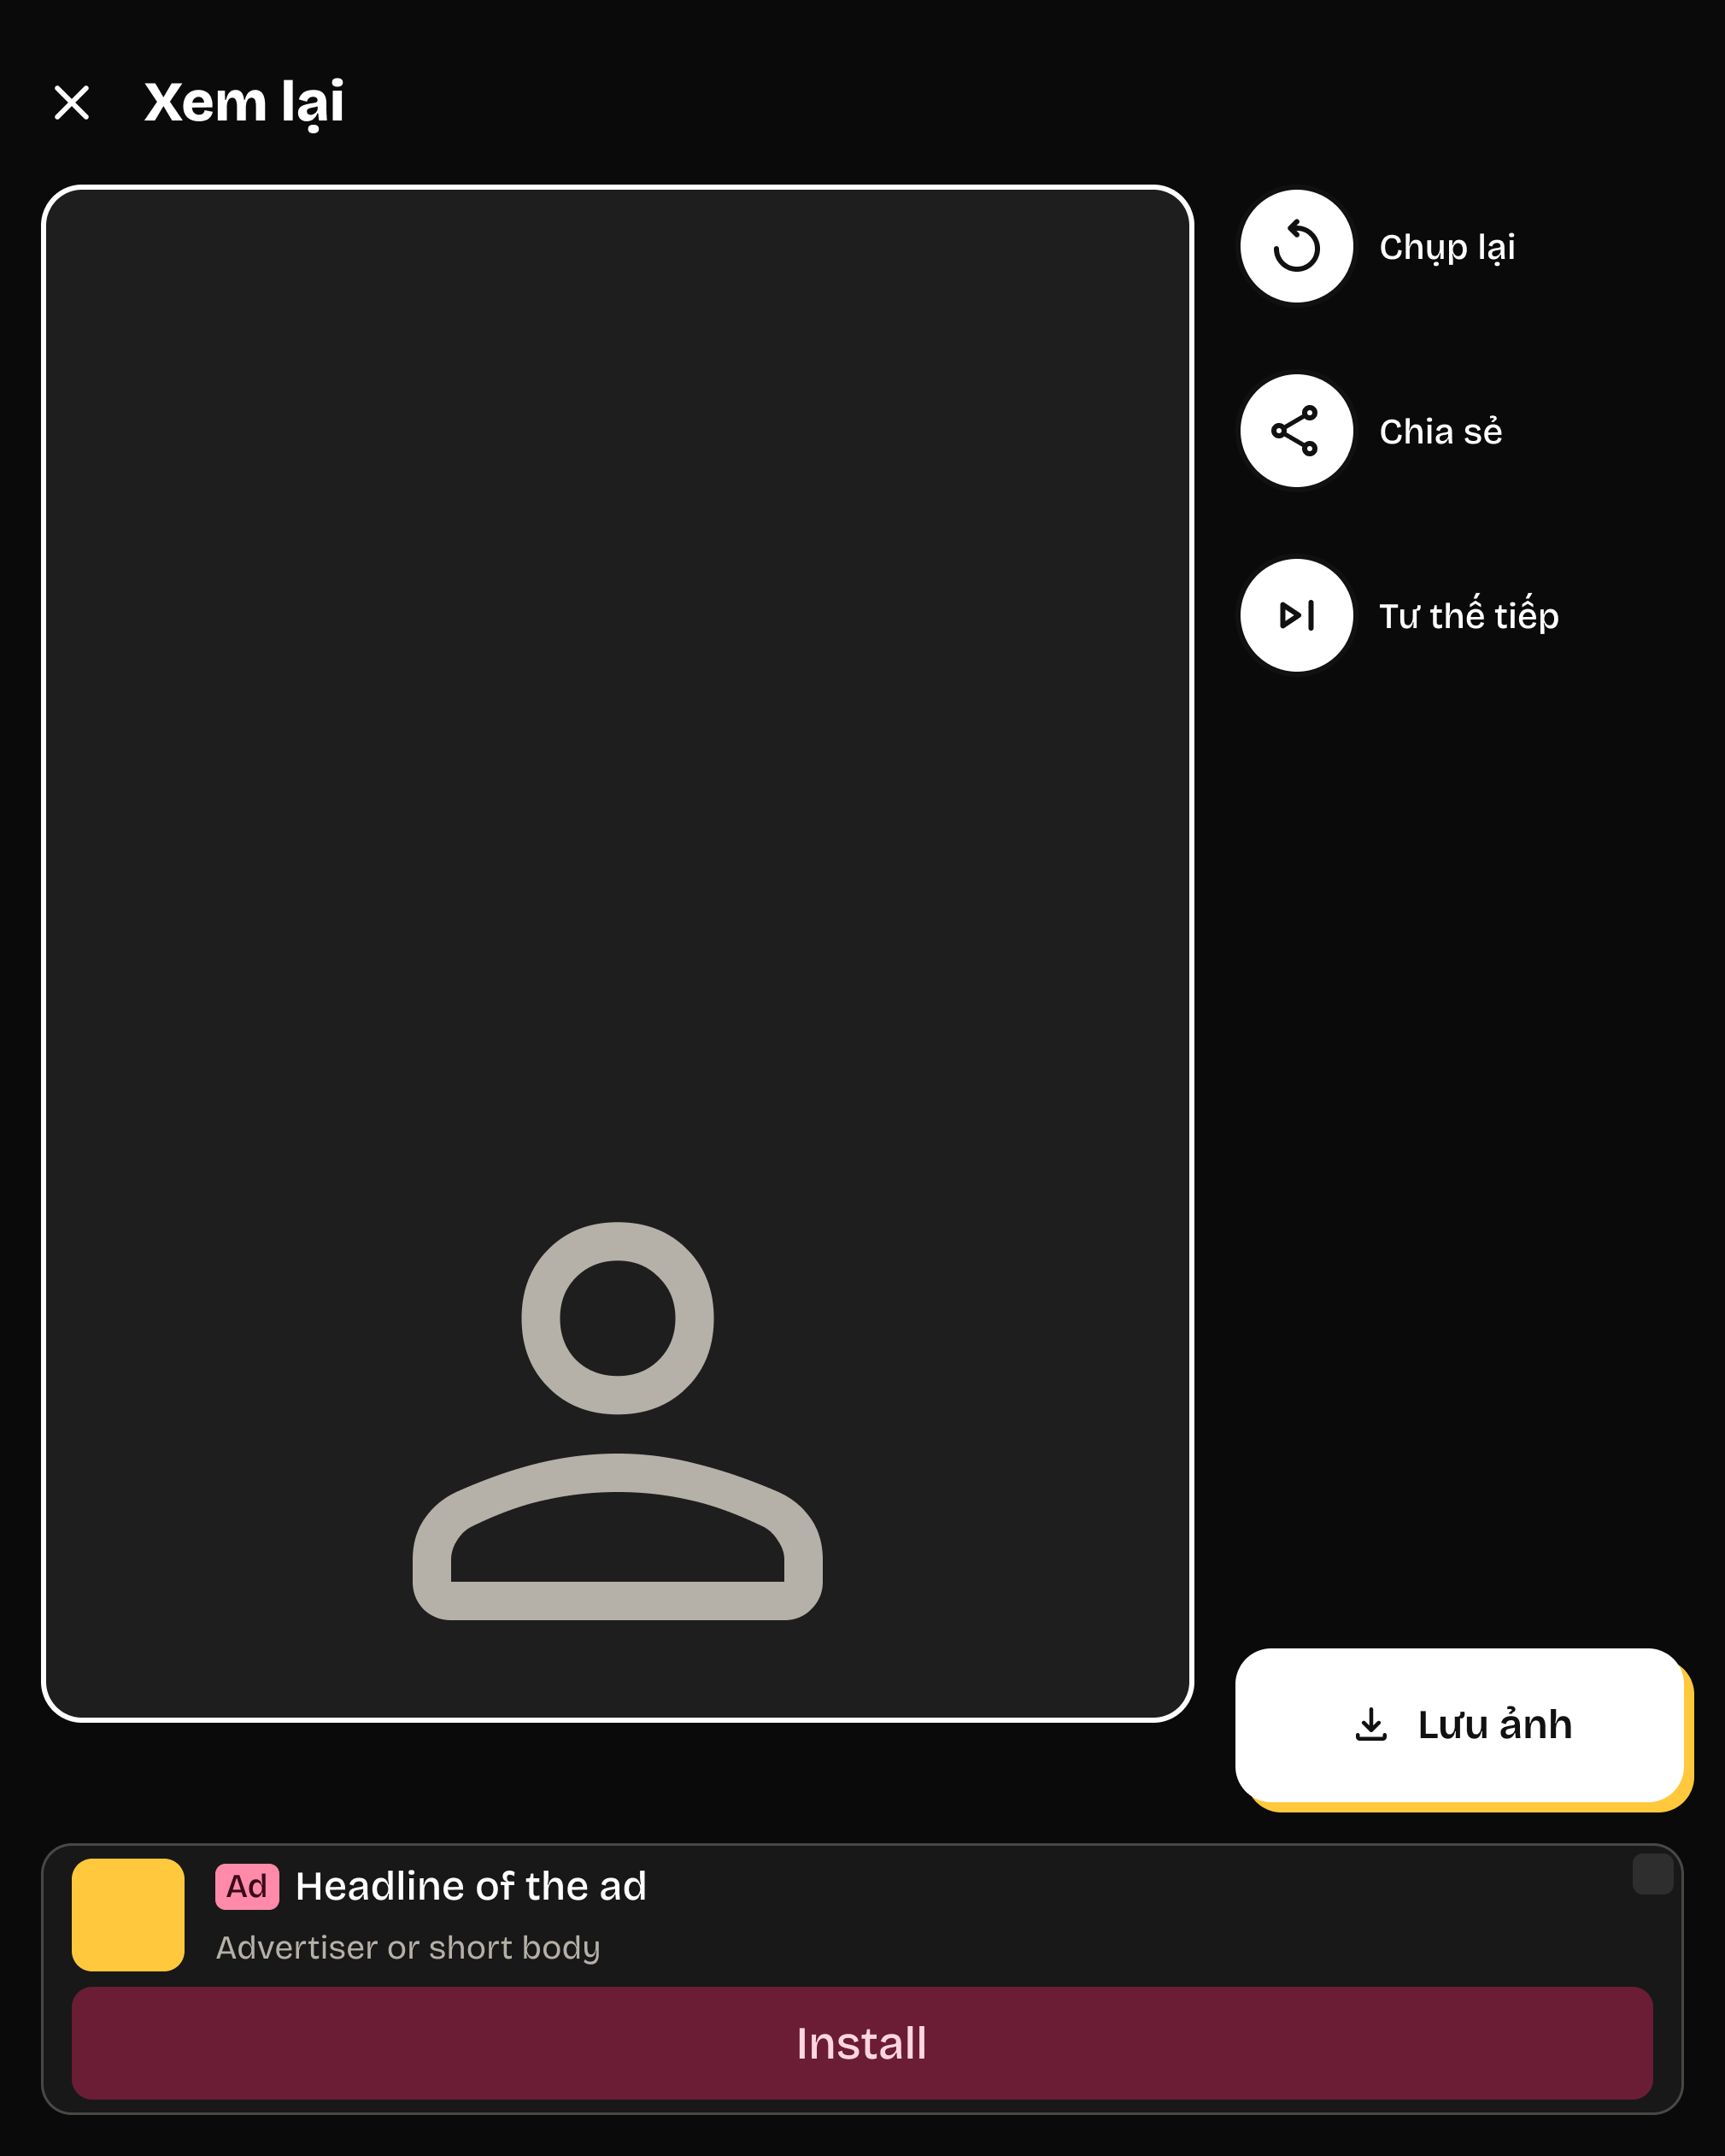 Xem lại
Chụp lại
Chia sẻ
Tư thế tiếp
Lưu ảnh
Ad Headline of the ad
Advertiser or short body
Install